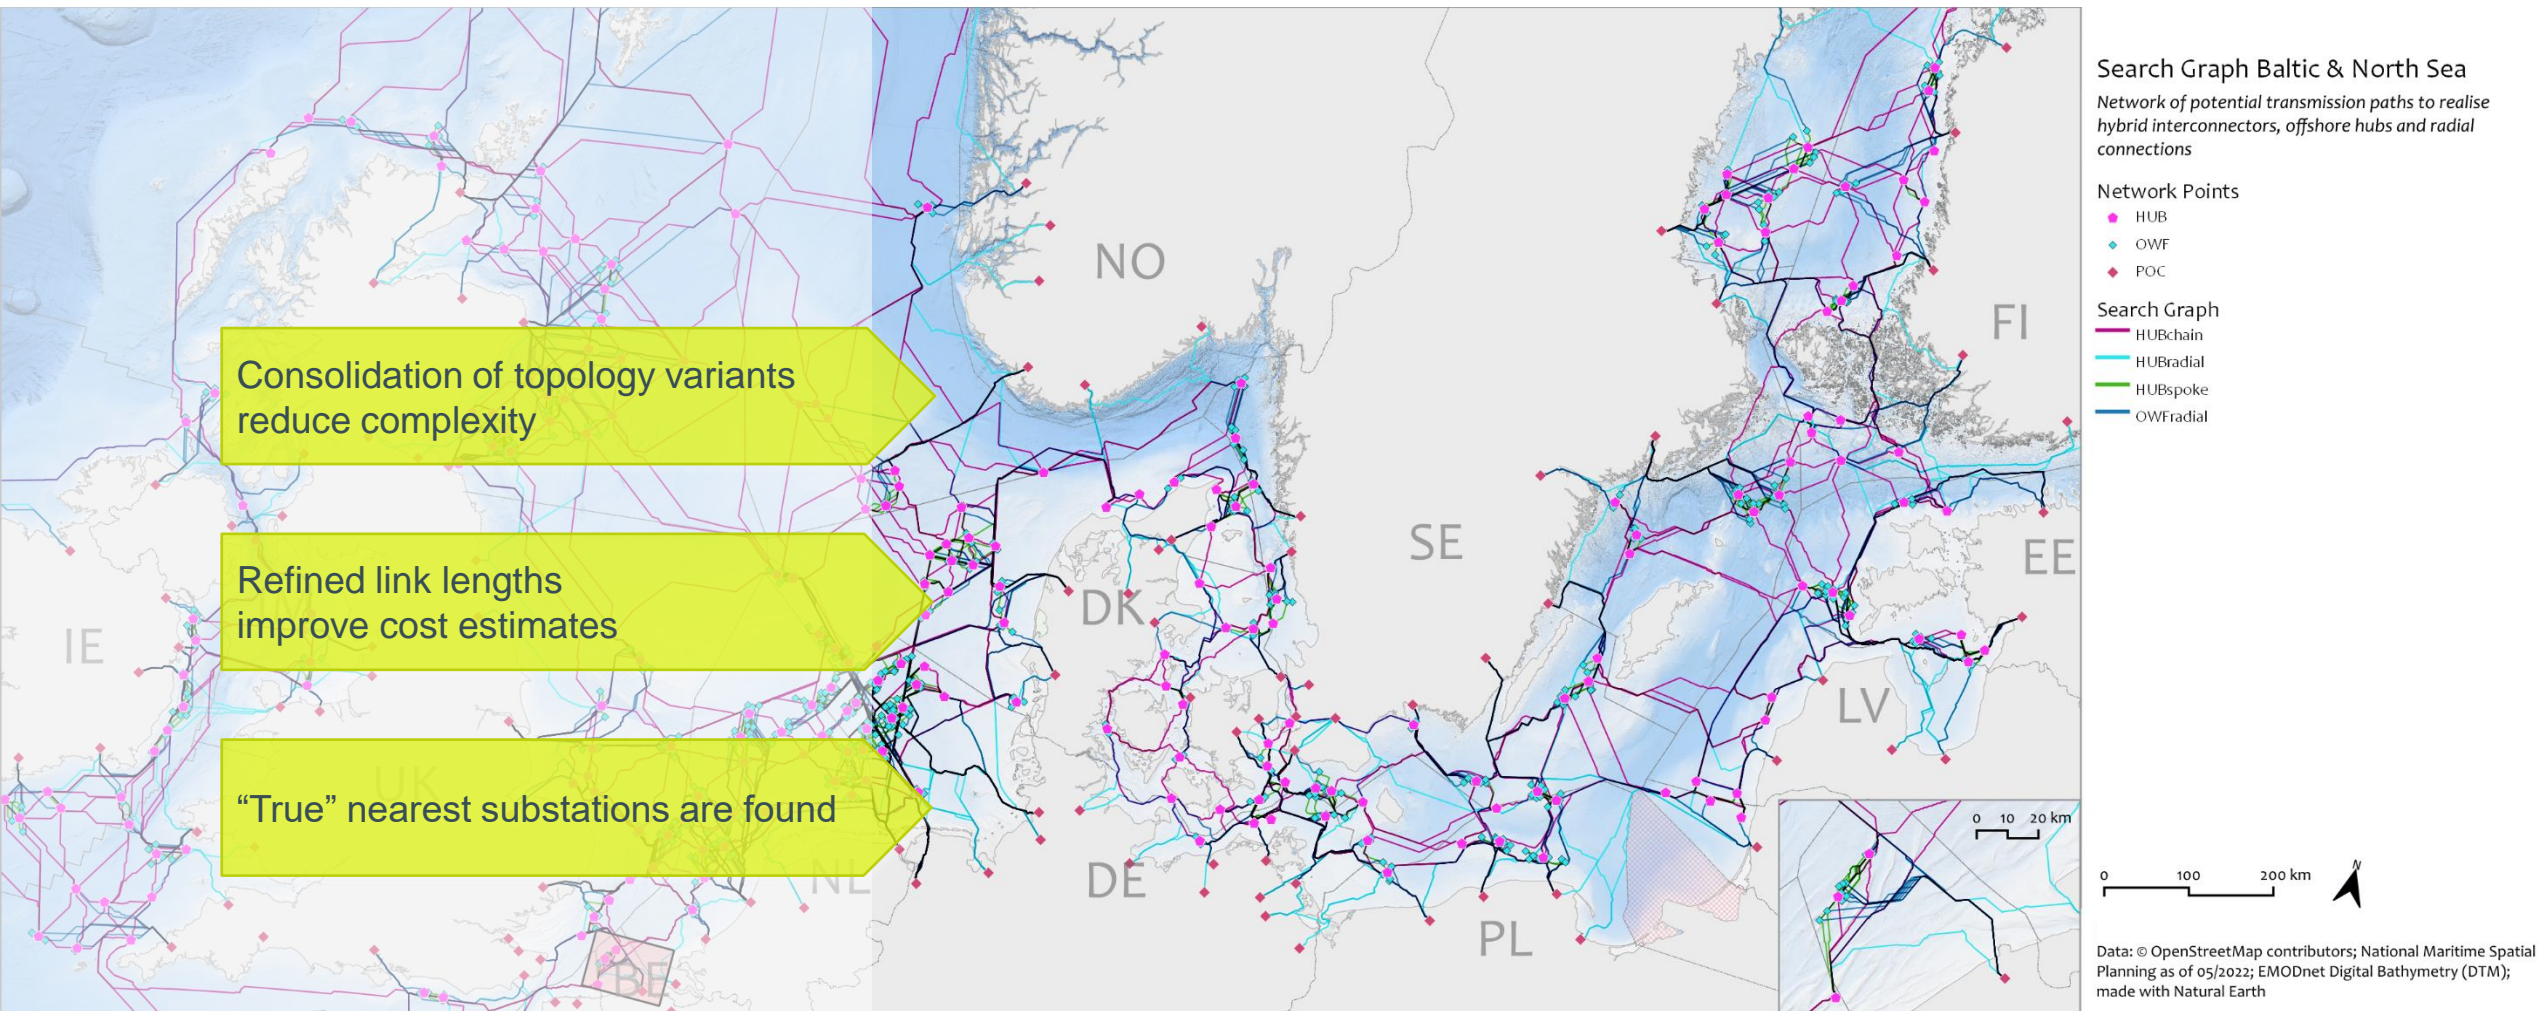 Search Graph Baltic & North Sea
Network of potential transmission paths to realise
hybrid interconnectors, offshore hubs and radial
connections
Network Points
HUB
OWF
POC
Search Graph
HUBchain
HUBradial
HUBspoke
OWFradial
NO
FI
Consolidation of topology variants
reduce complexity
SE
EE
Refined link lengths
improve cost estimates
DK
IE
IM
LV
UK
“True” nearest substations are found
NL
DE
PL
BE
0 10 20 km
0 100 200 km
N
Data: © OpenStreetMap contributors; National Maritime Spatial
Planning as of 05/2022; EMODnet Digital Bathymetry (DTM);
made with Natural Earth